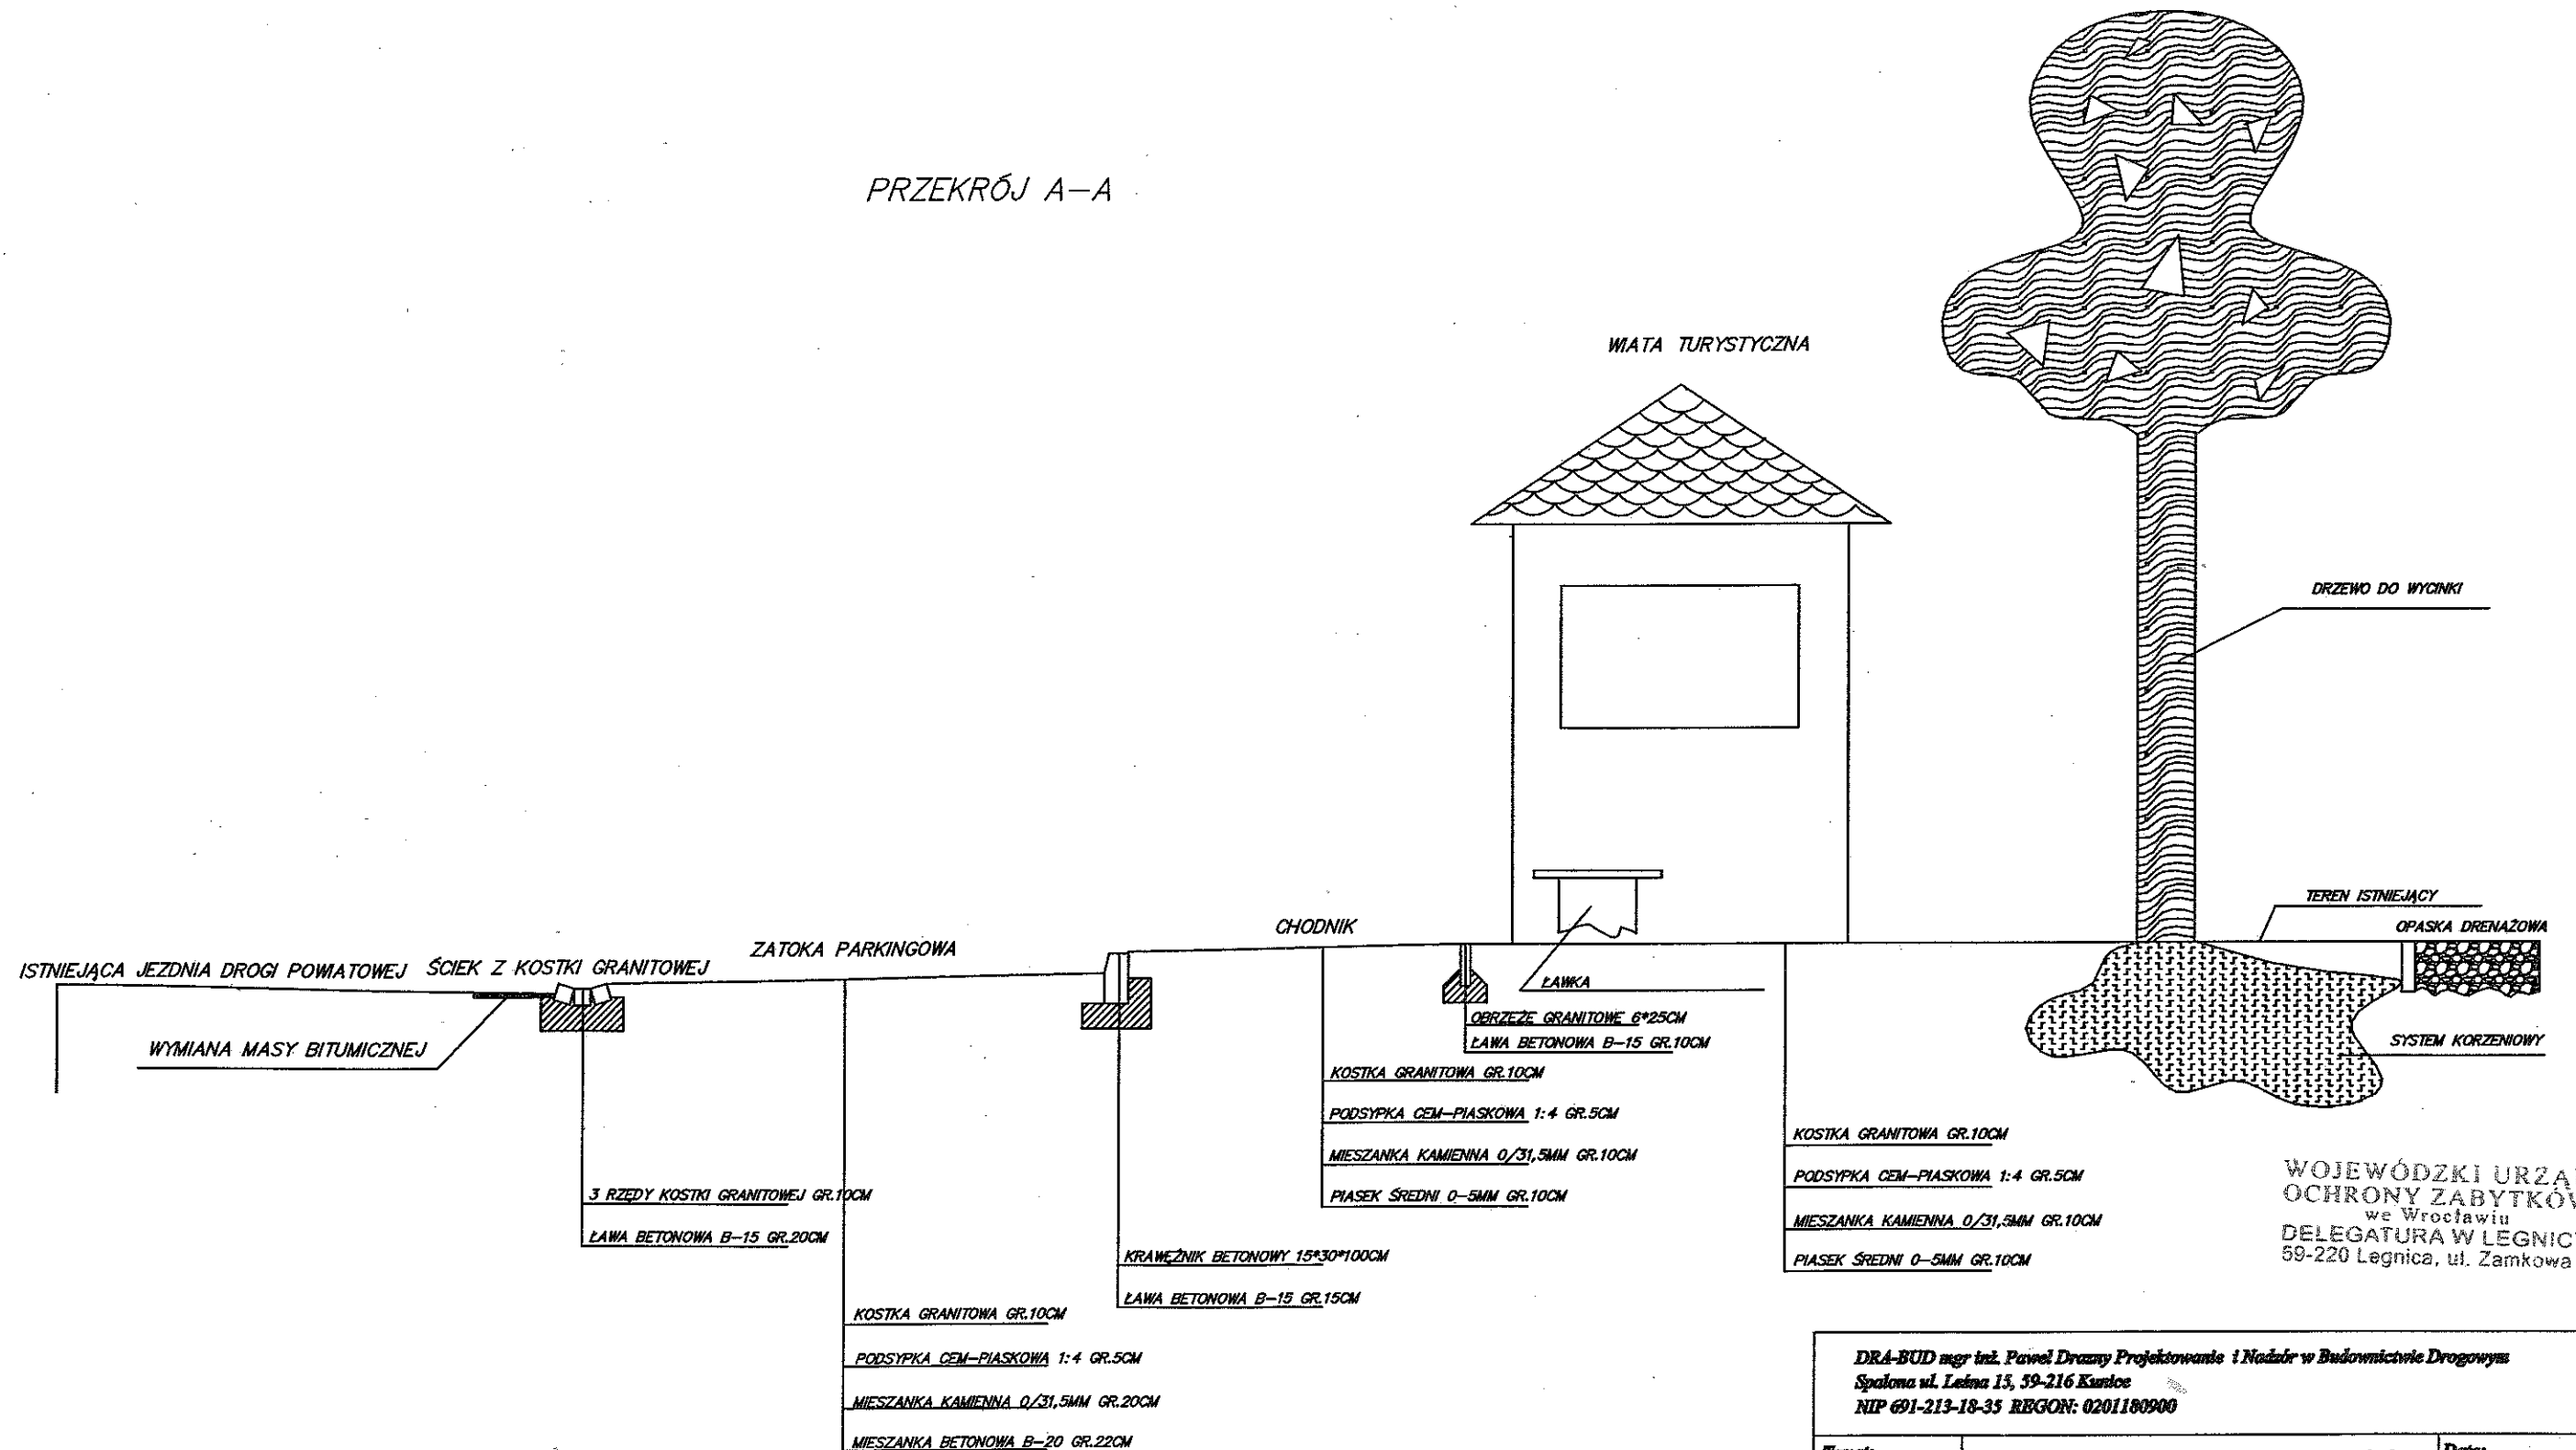 PRZEKRÓJ A-A
WIATA TURYSTYCZNA
DRZEWO DO WYCINKI
TEREN ISTNIEJĄCY
OPASKA DRENAŻOWA
CHODNIK
ZATOKA PARKINGOWA
ISTNIEJĄCA JEZDNIA DROGI POWIATOWEJ
ŚCIEK Z KOSTKI GRANITOWEJ
ŁAWKA
WYMIANA MASY BITUMICZNEJ
OBRZEŻE GRANITOWE 6*25CM
ŁAWA BETONOWA B-15 GR.10CM
SYSTEM KORZENIOWY
KOSTKA GRANITOWA GR.10CM
PODSYPKA CEM-PIASKOWA 1:4 GR.5CM
MIESZANKA KAMIENNA 0/31,5MM GR.10CM
PIASEK ŚREDNI 0-5MM GR.10CM
KOSTKA GRANITOWA GR.10CM
PODSYPKA CEM-PIASKOWA 1:4 GR.5CM
MIESZANKA KAMIENNA 0/31,5MM GR.10CM
PIASEK ŚREDNI 0-5MM GR.10CM
3 RZĘDY KOSTKI GRANITOWEJ GR.10CM
ŁAWA BETONOWA B-15 GR.20CM
KRAWĘŻNIK BETONOWY 15*30*100CM
ŁAWA BETONOWA B-15 GR.15CM
KOSTKA GRANITOWA GR.10CM
PODSYPKA CEM-PIASKOWA 1:4 GR.5CM
MIESZANKA KAMIENNA 0/31,5MM GR.20CM
MIESZANKA BETONOWA B-20 GR.22CM
WOJEWÓDZKI URZĄ
OCHRONY ZABYTKÓW
we Wrocławiu
DELEGATURA W LEGNIC
59-220 Legnica, ul. Zamkowa
DRA-BUD mgr inż. Paweł Drazny Projektowanie i Nadzór w Budownictwie Drogowym
Spalona ul. Leśna 15, 59-216 Kunice
NIP 691-213-18-35 REGON: 0201180900
Data: